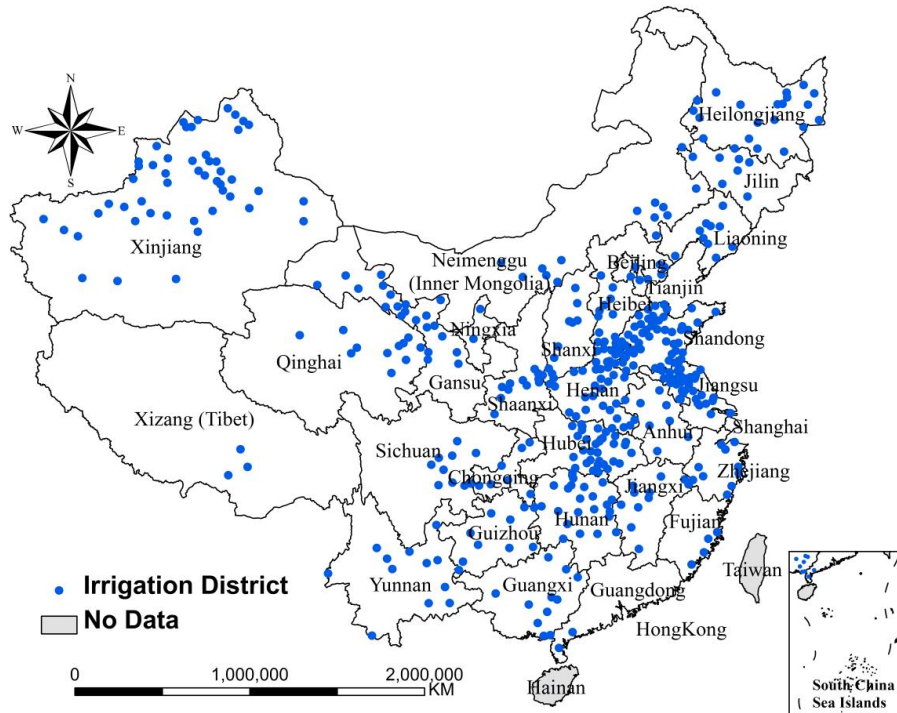 N
W
E
S
Heilongjiang
Jilin
Liaoning
Xinjiang
Neimenggu
(Inner Mongolia)
Beijing
Tianjin
Heibei
Ningxia
Shanxi
Shandong
Qinghai
Gansu
Henan
Jiangsu
Shaanxi
Xizang (Tibet)
Shanghai
Anhui
Hubei
Sichuan
Chongqing
Zhejiang
Jiangxi
Hunan
Guizhou
Fujian
Taiwan
Yunnan
Guangxi
Guangdong
HongKong
Hainan
Irrigation District
No Data
0 1,000,000 2,000,000
KM
South China
Sea Islands